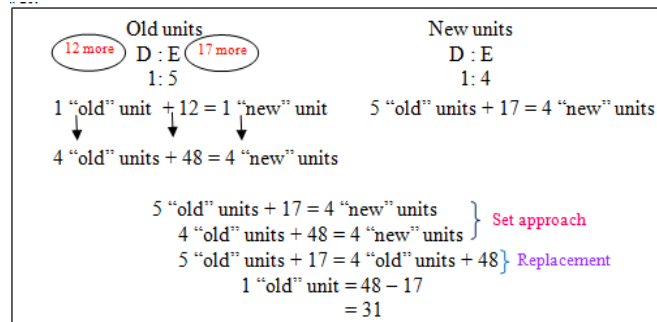 Old units New units
12 more D : E 17 more D : E
1: 5 1: 4
1 “old” unit + 12 = 1 “new” unit 5 “old” units + 17 = 4 “new” units
4 “old” units + 48 = 4 “new” units
5 “old” units + 17 = 4 “new” units
4 “old” units + 48 = 4 “new” units
Set approach
5 “old” units + 17 = 4 “old” units + 48 Replacement
1 “old” unit = 48 – 17
= 31